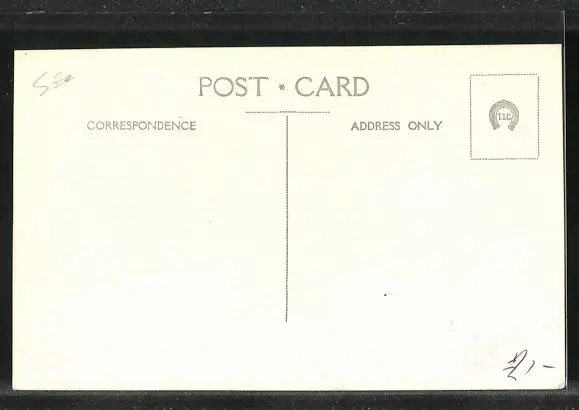 POST * CARD
CORRESPONDENCE
ADDRESS ONLY
T.I.C.